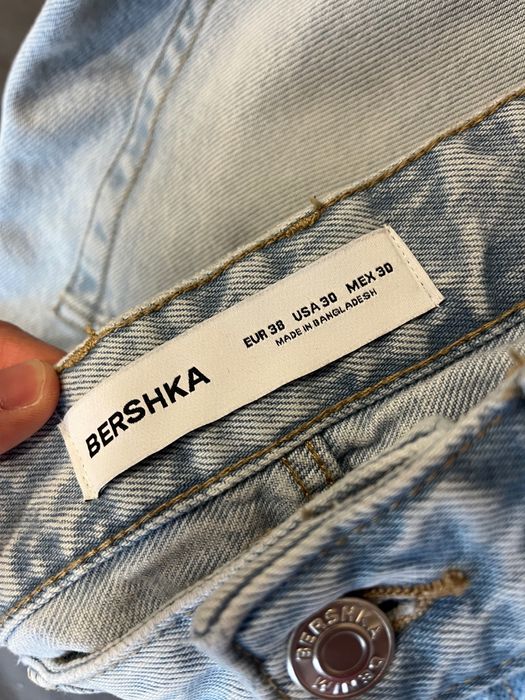 BERSHKA
EUR 38 USA 30 MEX 30
MADE IN BANGLADESH
BERSHKA